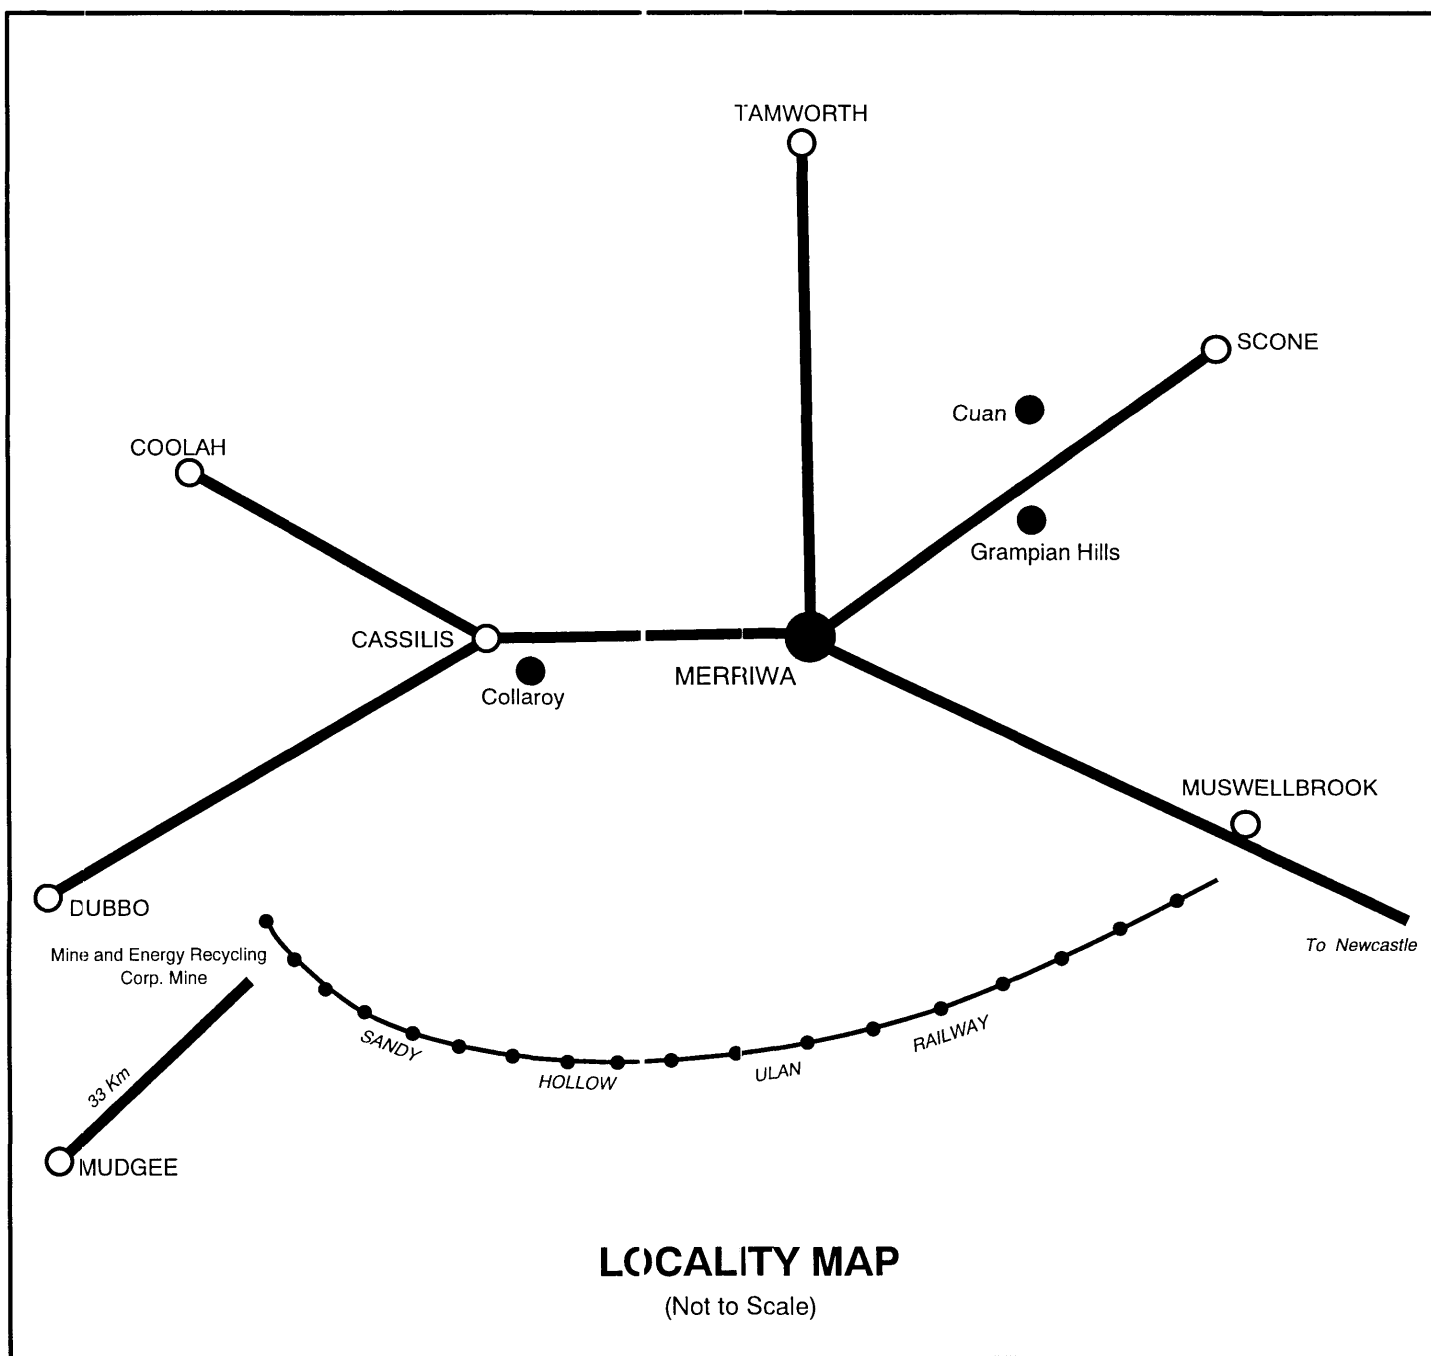 TAMWORTH
SCONE
Cuan
COOLAH
Grampian Hills
CASSILIS
MERRIWA
Collaroy
MUSWELLBROOK
DUBBO
To Newcastle
Mine and Energy Recycling
Corp. Mine
SANDY HOLLOW ULAN RAILWAY
33 Km
MUDGEE
LOCALITY MAP
(Not to Scale)